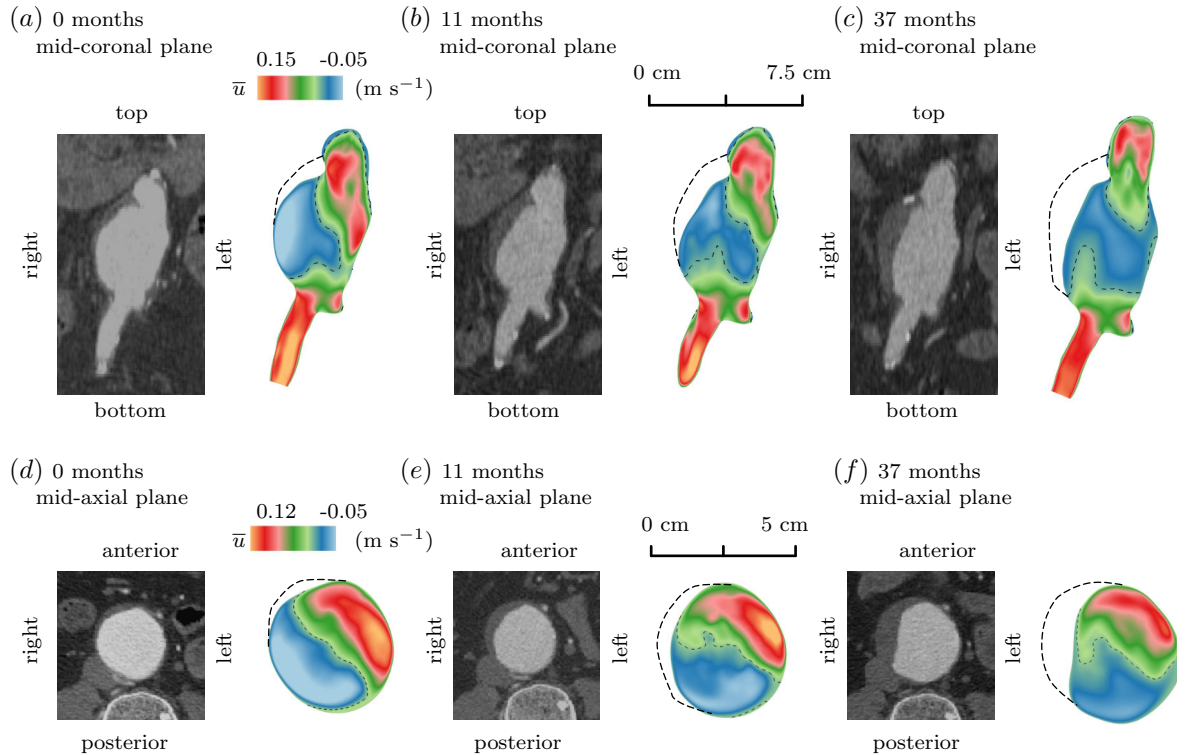 (a) 0 months
mid-coronal plane
(b) 11 months
mid-coronal plane
(c) 37 months
mid-coronal plane
0.15 -0.05
u̅ (m s⁻¹)
0 cm 7.5 cm
top
right
left
bottom
right
left
bottom
right
bottom
(d) 0 months
mid-axial plane
(e) 11 months
mid-axial plane
(f) 37 months
mid-axial plane
0.12 -0.05
u̅ (m s⁻¹)
0 cm 5 cm
anterior
right
left
posterior
anterior
right
left
posterior
anterior
right
posterior
top
top